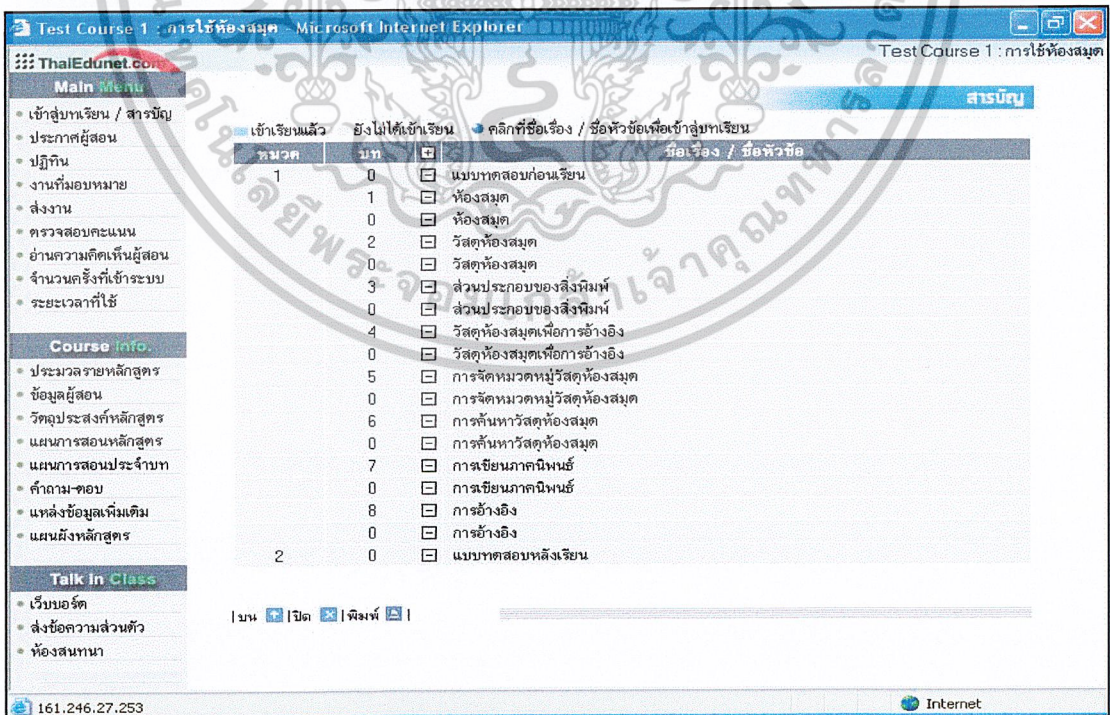 Test Course 1 : การใช้ห้องสมุด - Microsoft Internet Explorer
ThaiEdunet.com
Test Course 1 : การใช้ห้องสมุด
Main Menu
เข้าสู่บทเรียน / สารบัญ
ประกาศผู้สอน
ปฏิทิน
งานที่มอบหมาย
ส่งงาน
ตรวจสอบคะแนน
อ่านความคิดเห็นผู้สอน
จำนวนครั้งที่เข้าระบบ
ระยะเวลาที่ใช้
Course Info.
ประมวลรายหลักสูตร
ข้อมูลผู้สอน
วัตถุประสงค์หลักสูตร
แผนการสอนหลักสูตร
แผนการสอนประจำบท
คำถาม-ตอบ
แหล่งข้อมูลเพิ่มเติม
แผนผังหลักสูตร
Talk in Class
เว็บบอร์ด
ส่งข้อความส่วนตัว
ห้องสนทนา
สารบัญ
เข้าเรียนแล้ว ยังไม่ได้เข้าเรียน คลิกที่ชื่อเรื่อง / ชื่อหัวข้อเพื่อเข้าสู่บทเรียน
หมวด บท ชื่อเรื่อง / ชื่อหัวข้อ
1 0 แบบทดสอบก่อนเรียน
1 ห้องสมุด
0 ห้องสมุด
2 วัสดุห้องสมุด
0 วัสดุห้องสมุด
3 ส่วนประกอบของสิ่งพิมพ์
0 ส่วนประกอบของสิ่งพิมพ์
4 วัสดุห้องสมุดเพื่อการอ้างอิง
0 วัสดุห้องสมุดเพื่อการอ้างอิง
5 การจัดหมวดหมู่วัสดุห้องสมุด
0 การจัดหมวดหมู่วัสดุห้องสมุด
6 การค้นหาวัสดุห้องสมุด
0 การค้นหาวัสดุห้องสมุด
7 การเขียนภาคนิพนธ์
0 การเขียนภาคนิพนธ์
8 การอ้างอิง
0 การอ้างอิง
2 0 แบบทดสอบหลังเรียน
|บน |ปิด |พิมพ์ |
161.246.27.253
Internet